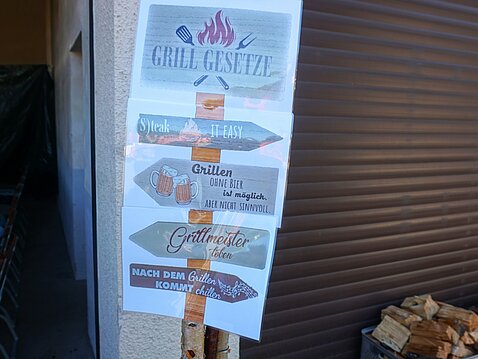 GRILL GESETZE
S)teak IT EASY
Grillen
OHNE BIER
ist MÖGLICH,
ABER NICHT SINNVOLL.
Grillmeister
loben
NACH DEM Grillen
KOMMT chillen